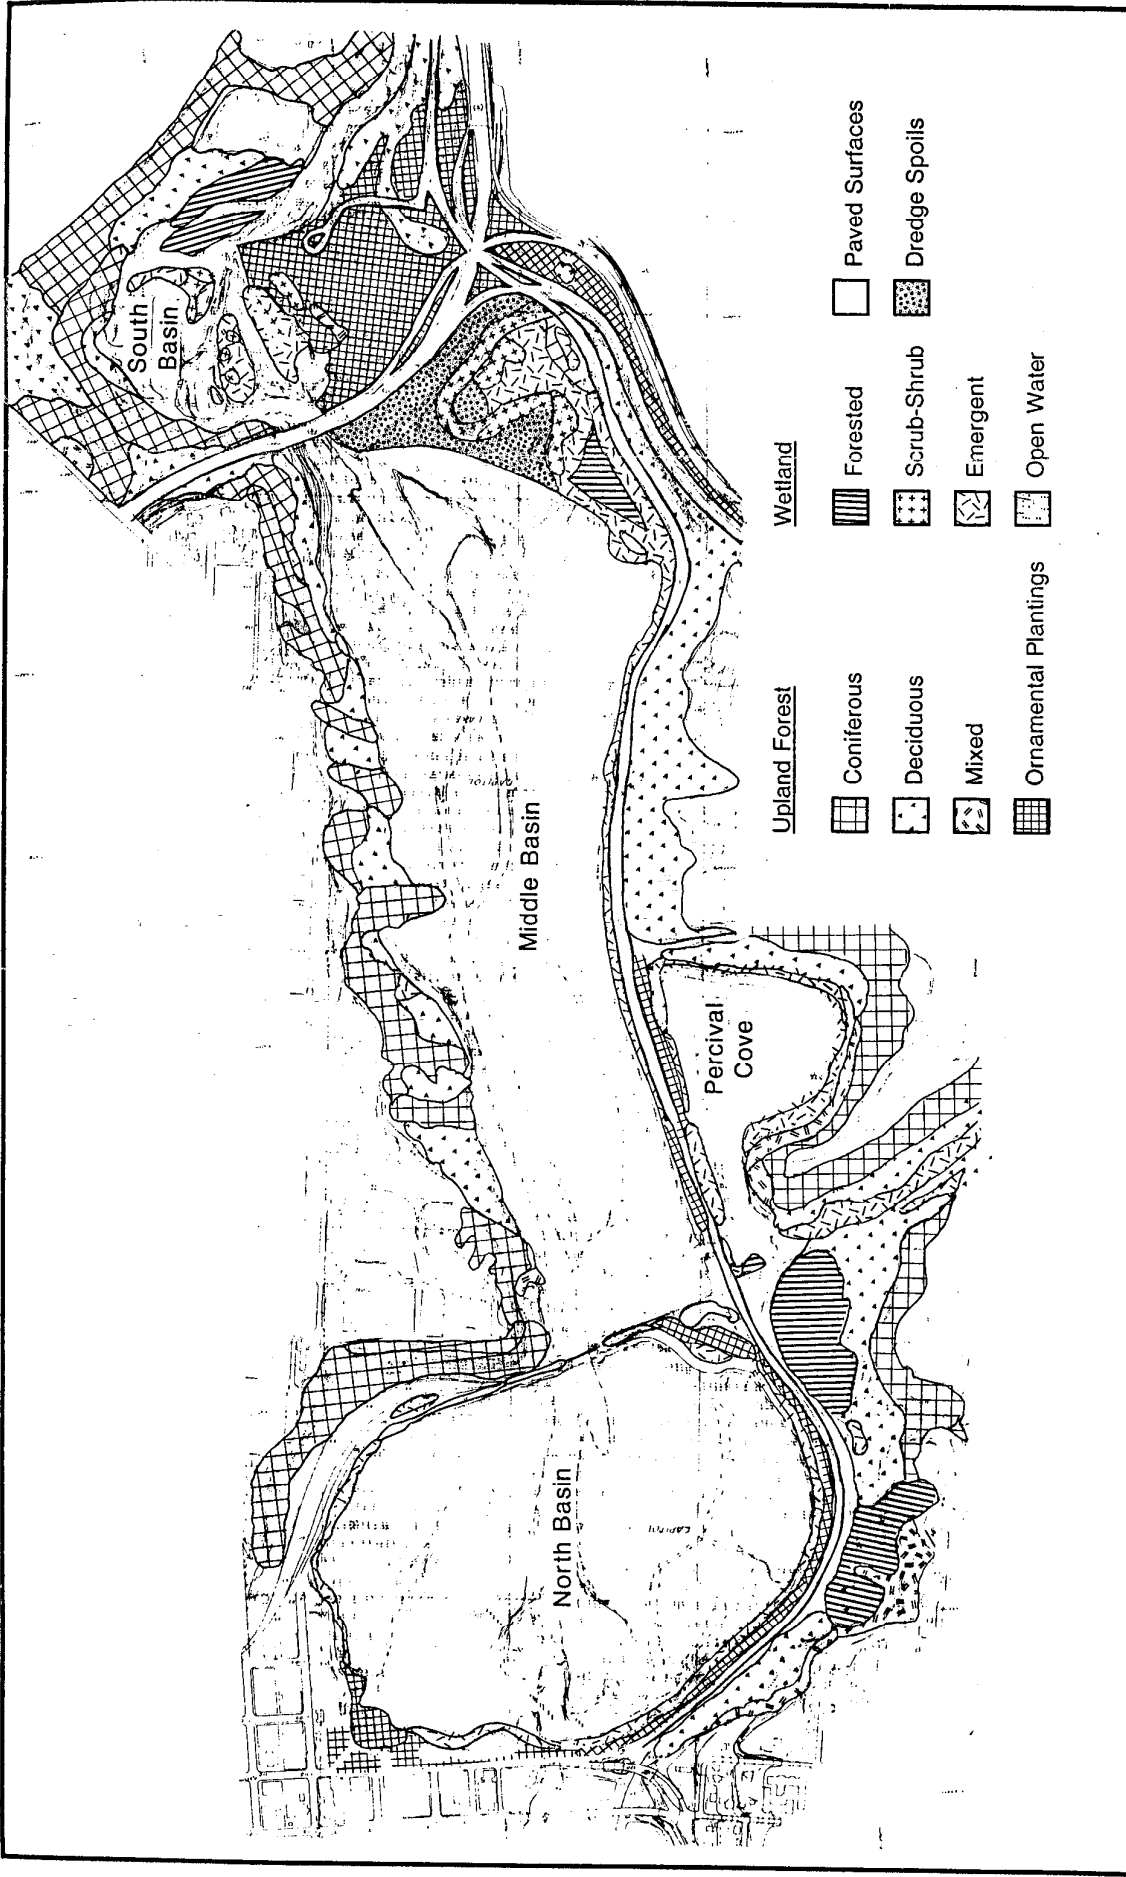 South
Basin
Middle Basin
Percival
Cove
North Basin
CAPITOL
Upland Forest
Coniferous
Deciduous
Mixed
Ornamental Plantings
Wetland
Forested
Scrub-Shrub
Emergent
Open Water
Paved Surfaces
Dredge Spoils